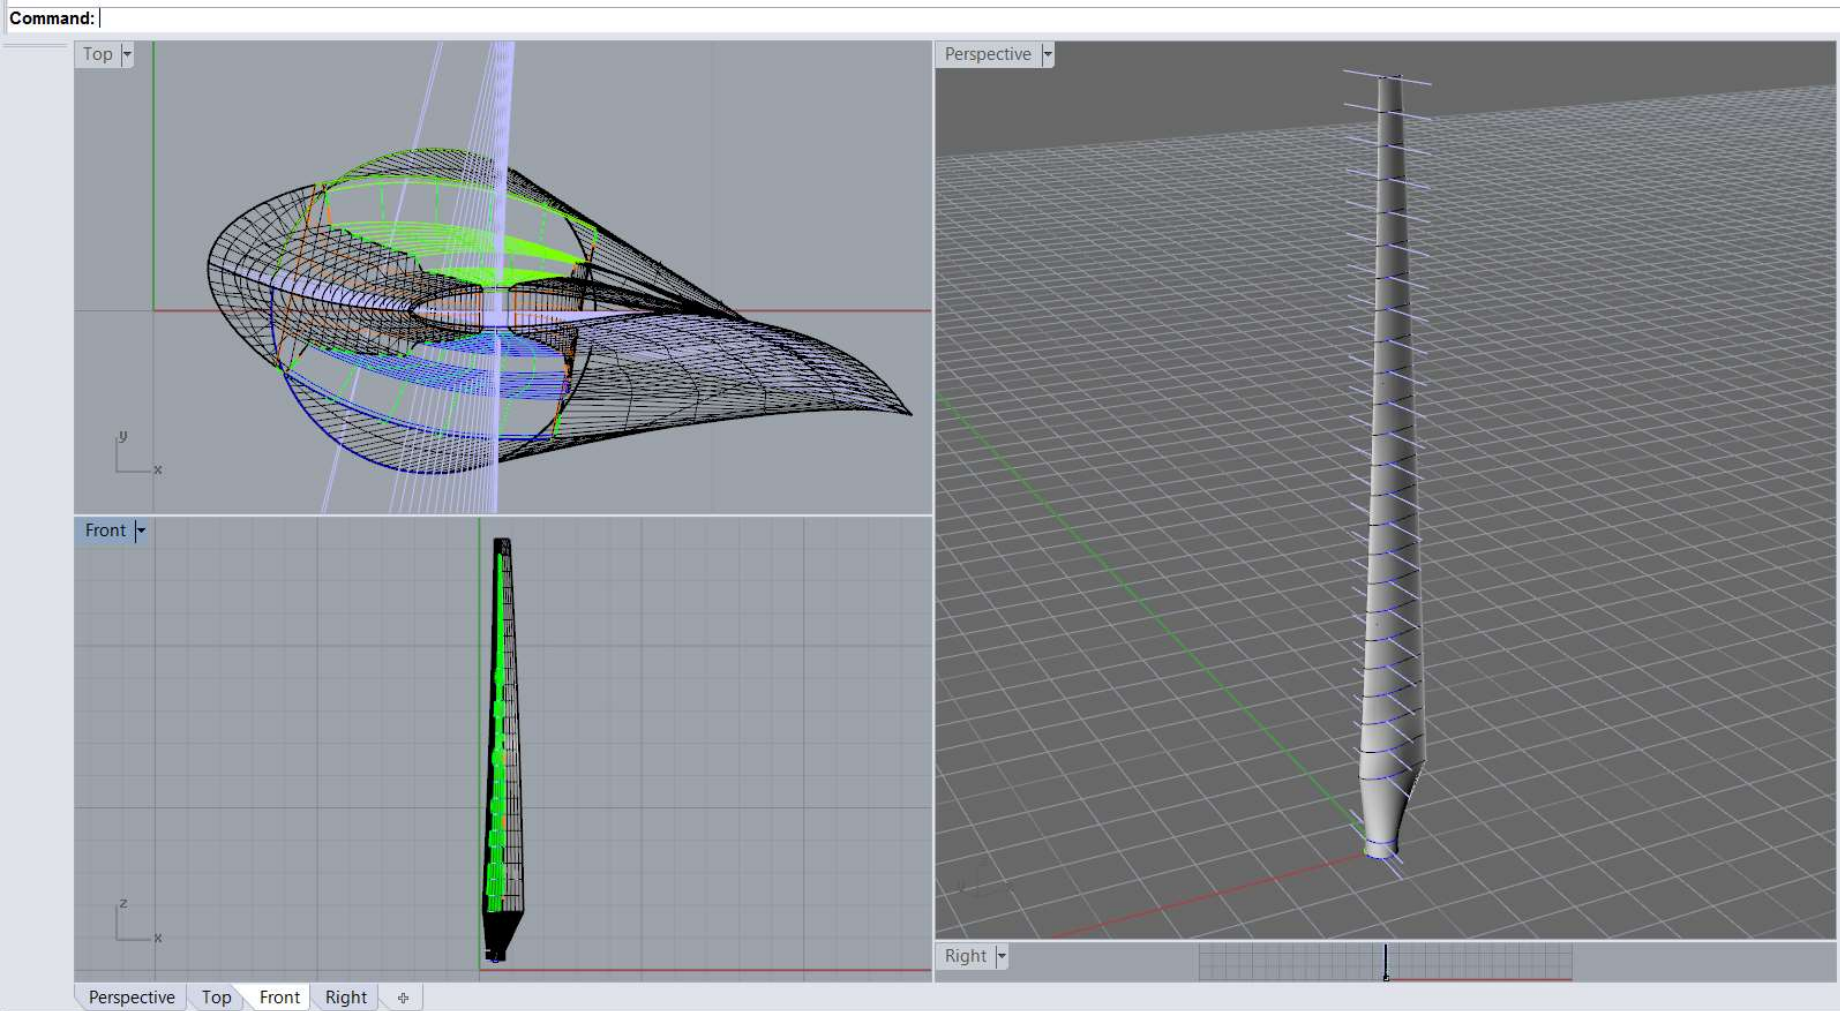 Command:
Top
Perspective
y
x
Front
z
x
Right
Perspective Top Front Right